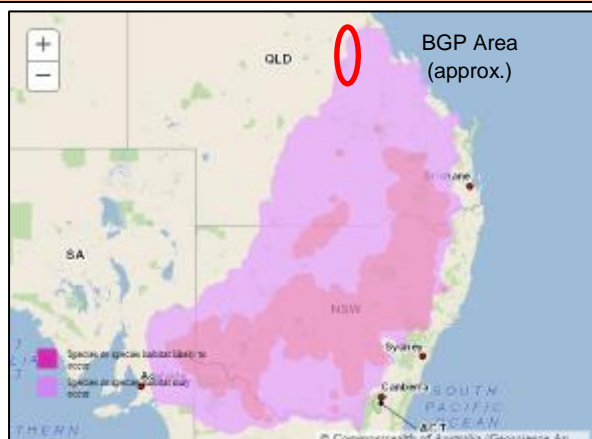 +
−
QLD
BGP Area
(approx.)
SA
NSW
Species or species habitat likely to
occur
Species or species habitat may
occur
Sydney
Canberra
ACT
SOUTH
PACIFIC
OCEAN
© Commonwealth of Australia (Geoscience Au